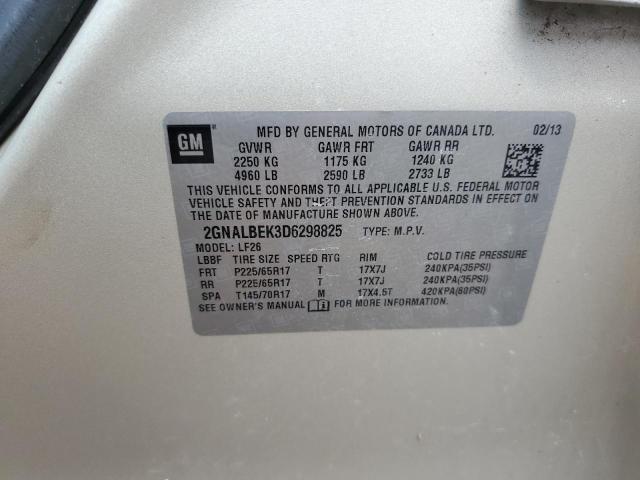 GM
MFD BY GENERAL MOTORS OF CANADA LTD. 02/13
GVWR GAWR FRT GAWR RR
2250 KG 1175 KG 1240 KG
4960 LB 2590 LB 2733 LB
THIS VEHICLE CONFORMS TO ALL APPLICABLE U.S. FEDERAL MOTOR
VEHICLE SAFETY AND THEFT PREVENTION STANDARDS IN EFFECT ON
THE DATE OF MANUFACTURE SHOWN ABOVE.
2GNALBEK3D6298825 TYPE: M.P.V.
MODEL: LF26
LBBF TIRE SIZE SPEED RTG RIM COLD TIRE PRESSURE
FRT P225/65R17 T 17X7J 240KPA(35PSI)
RR P225/65R17 T 17X7J 240KPA(35PSI)
SPA T145/70R17 M 17X4.5T 420KPA(60PSI)
SEE OWNER'S MANUAL FOR MORE INFORMATION.